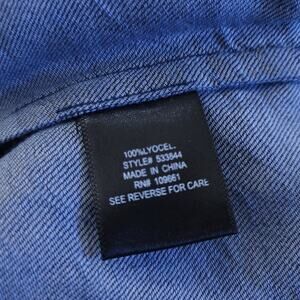 100%LYOCEL
STYLE# 533844
MADE IN CHINA
RN# 109661
SEE REVERSE FOR CARE